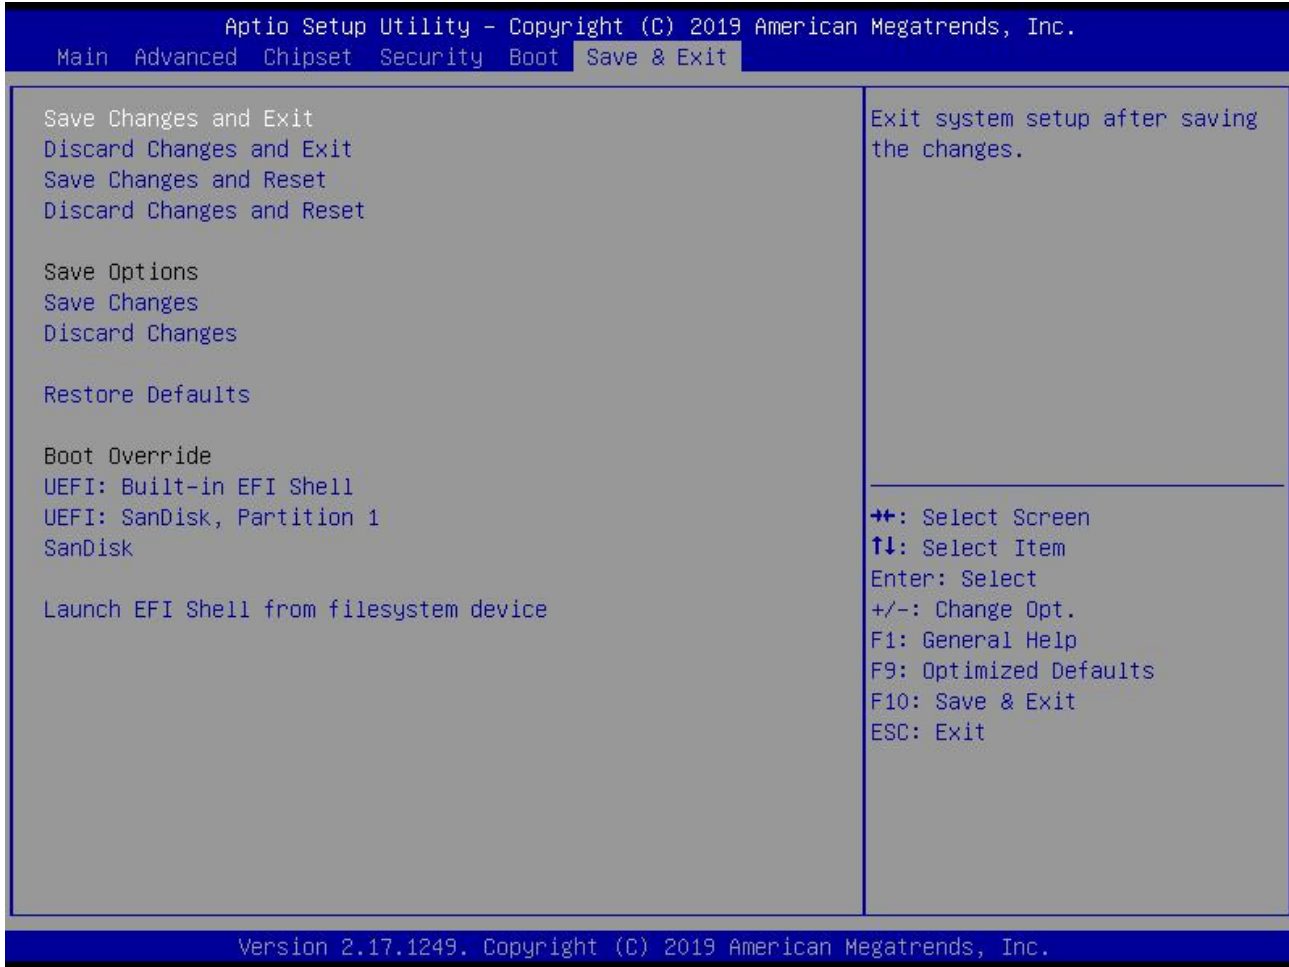 Aptio Setup Utility – Copyright (C) 2019 American Megatrends, Inc.
Main Advanced Chipset Security Boot Save & Exit
Save Changes and Exit
Discard Changes and Exit
Save Changes and Reset
Discard Changes and Reset
Save Options
Save Changes
Discard Changes
Restore Defaults
Boot Override
UEFI: Built-in EFI Shell
UEFI: SanDisk, Partition 1
SanDisk
Launch EFI Shell from filesystem device
Exit system setup after saving
the changes.
→←: Select Screen
↑↓: Select Item
Enter: Select
+/-: Change Opt.
F1: General Help
F9: Optimized Defaults
F10: Save & Exit
ESC: Exit
Version 2.17.1249. Copyright (C) 2019 American Megatrends, Inc.